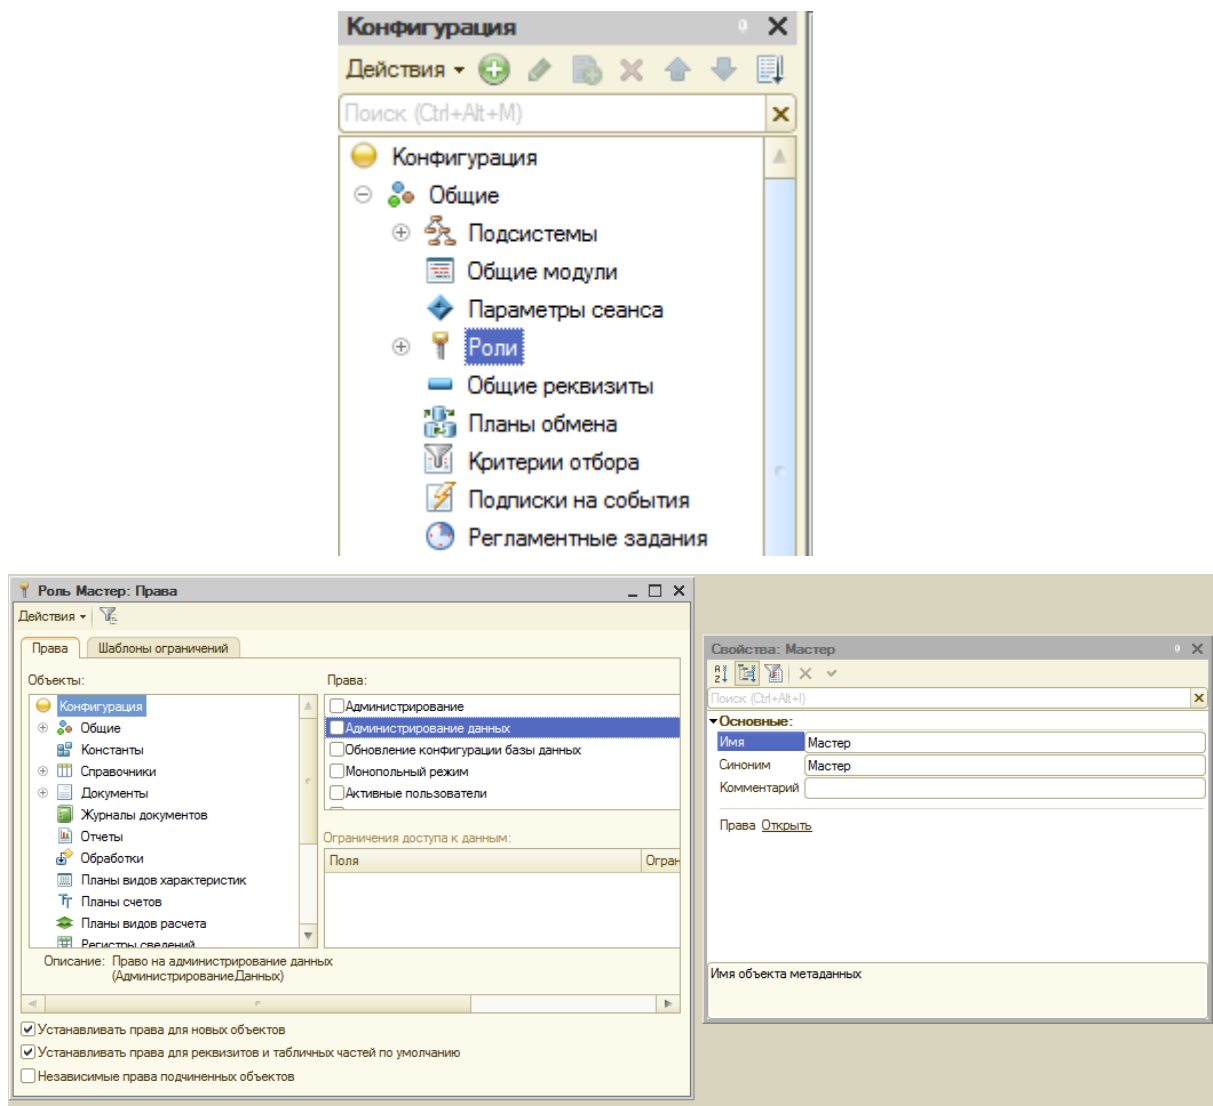 Конфигурация
Действия
Поиск (Ctrl+Alt+M)
Конфигурация
Общие
Подсистемы
Общие модули
Параметры сеанса
Роли
Общие реквизиты
Планы обмена
Критерии отбора
Подписки на события
Регламентные задания
Роль Мастер: Права
Действия
Права
Шаблоны ограничений
Объекты:
Конфигурация
Общие
Константы
Справочники
Документы
Журналы документов
Отчеты
Обработки
Планы видов характеристик
Планы счетов
Планы видов расчета
Регистры сведений
Права:
Администрирование
Администрирование данных
Обновление конфигурации базы данных
Монопольный режим
Активные пользователи
Ограничения доступа к данным:
Поля Огран
Описание: Право на администрирование данных
(АдминистрированиеДанных)
Устанавливать права для новых объектов
Устанавливать права для реквизитов и табличных частей по умолчанию
Независимые права подчиненных объектов
Свойства: Мастер
Поиск (Ctrl+Alt+I)
Основные:
Имя Мастер
Синоним Мастер
Комментарий
Права Открыть
Имя объекта метаданных